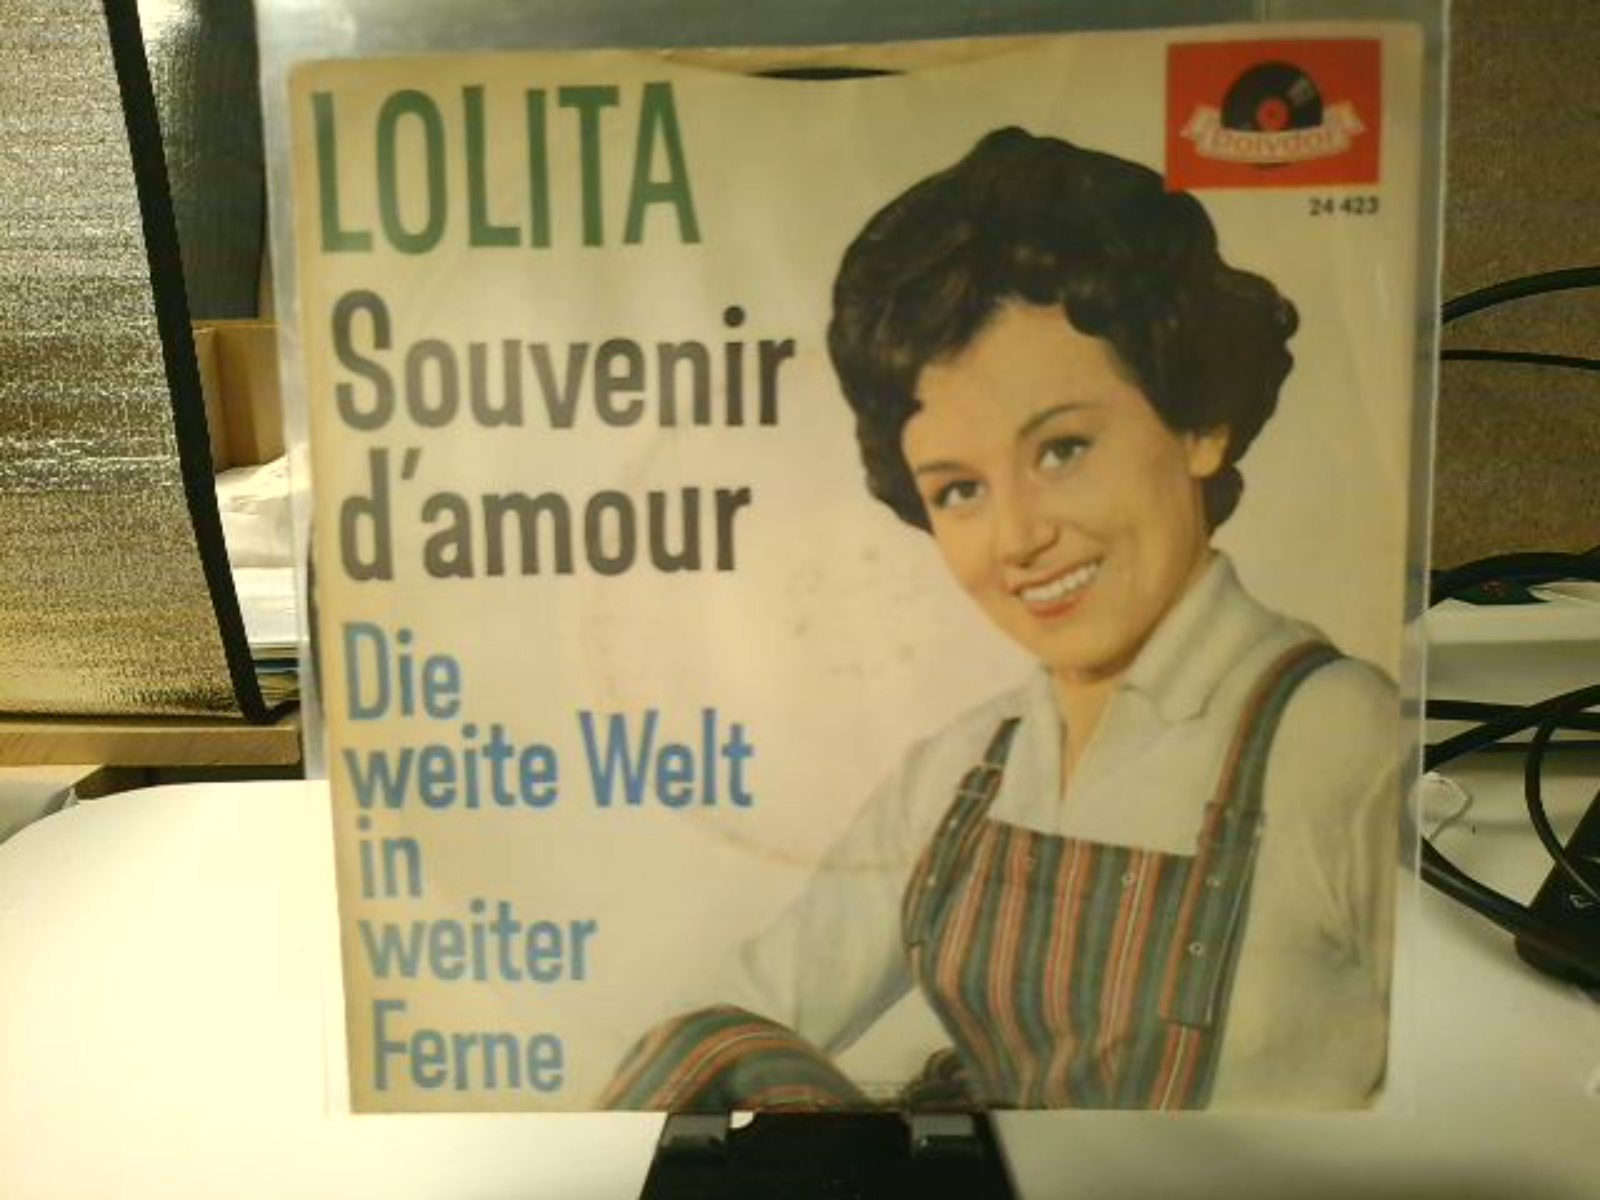 LOLITA
Souvenir
d'amour
Die
weite Welt
in
weiter
Ferne
Polydor
24 423